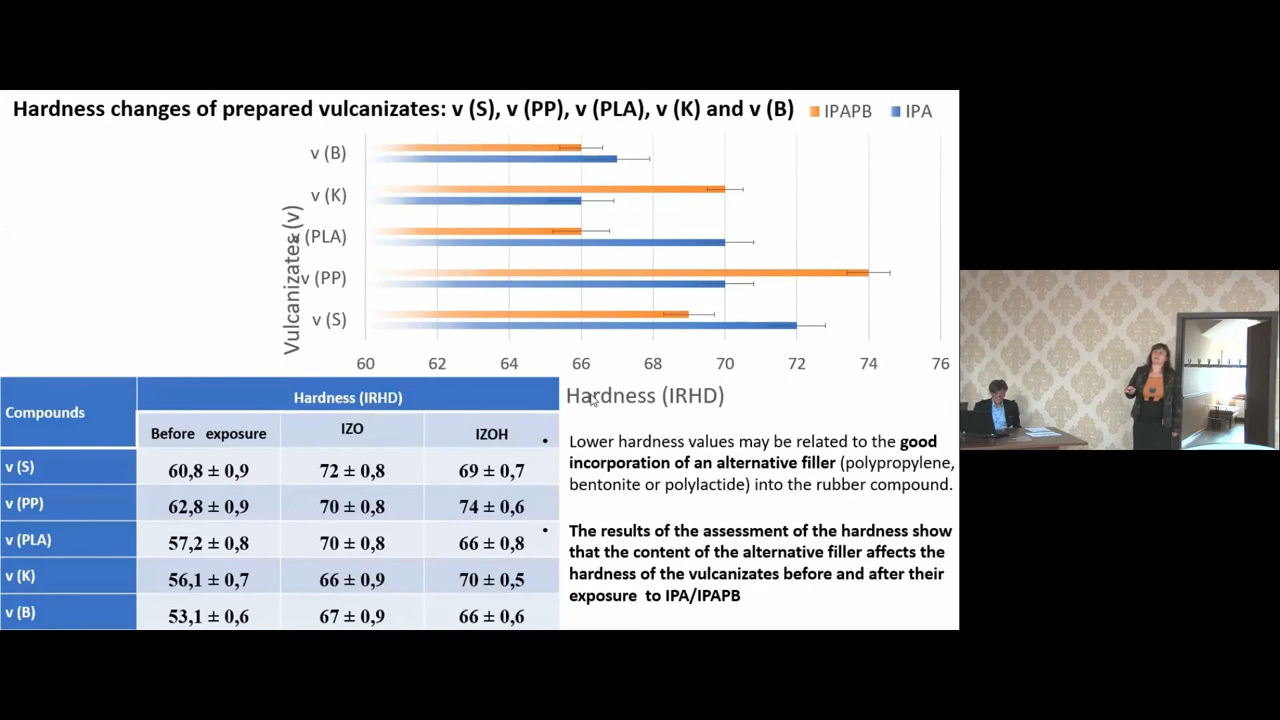 Hardness changes of prepared vulcanizates: v (S), v (PP), v (PLA), v (K) and v (B)
IPAPB IPA
v (B)
v (K)
(PLA)
v (PP)
v (S)
Vulcanizates (v)
60 62 64 66 68 70 72 74 76
Hardness (IRHD)
Compounds
Hardness (IRHD)
Before exposure IZO IZOH
v (S) 60,8 ± 0,9 72 ± 0,8 69 ± 0,7
v (PP) 62,8 ± 0,9 70 ± 0,8 74 ± 0,6
v (PLA) 57,2 ± 0,8 70 ± 0,8 66 ± 0,8
v (K) 56,1 ± 0,7 66 ± 0,9 70 ± 0,5
v (B) 53,1 ± 0,6 67 ± 0,9 66 ± 0,6
• Lower hardness values may be related to the good
incorporation of an alternative filler (polypropylene,
bentonite or polylactide) into the rubber compound.
• The results of the assessment of the hardness show
that the content of the alternative filler affects the
hardness of the vulcanizates before and after their
exposure to IPA/IPAPB